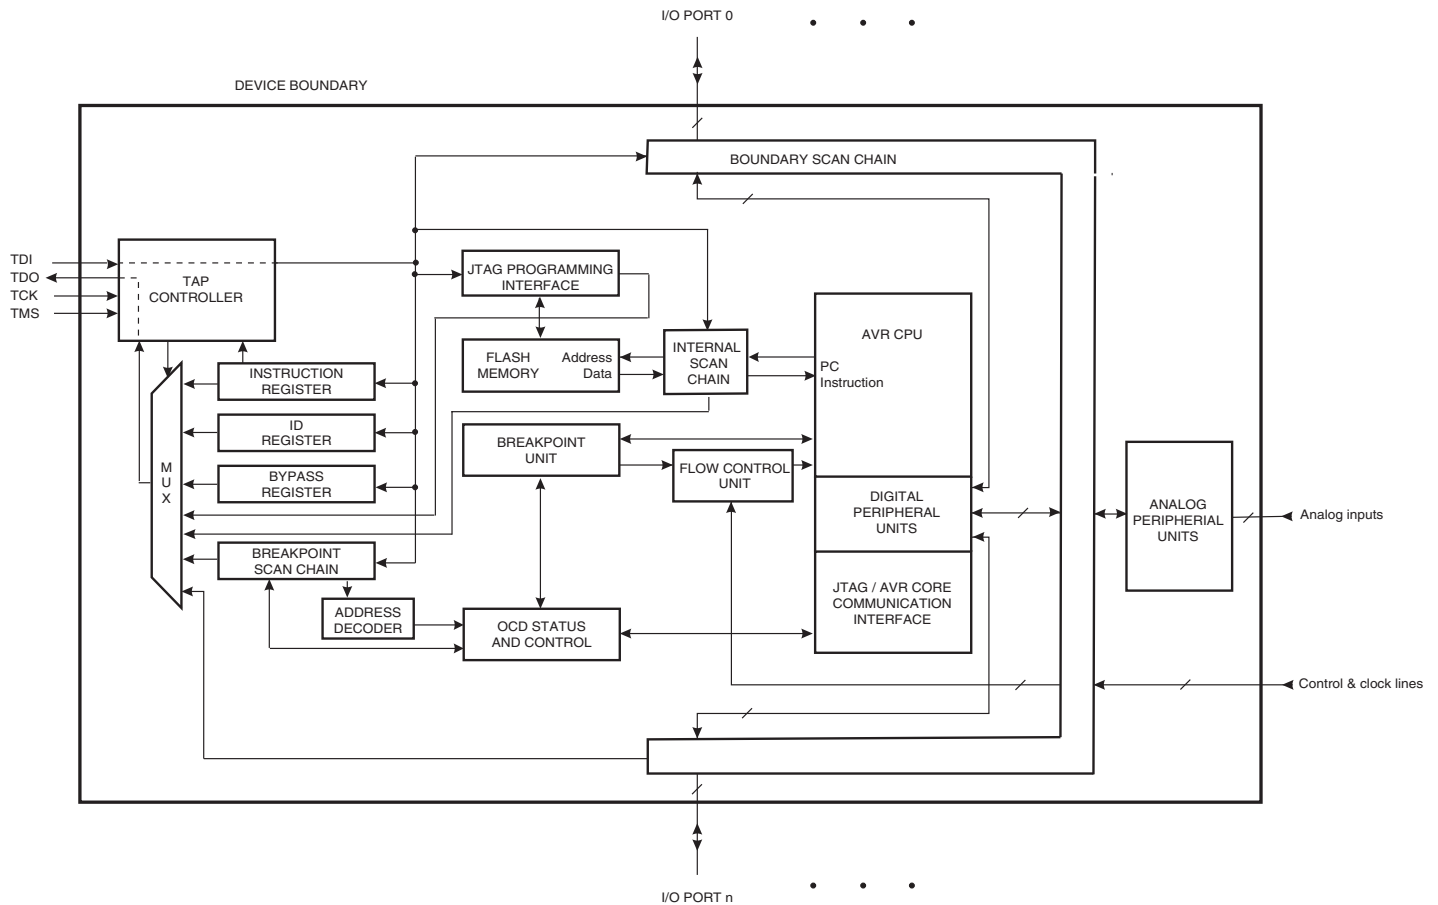 I/O PORT 0
DEVICE BOUNDARY
BOUNDARY SCAN CHAIN
TDI
TDO
TCK
TMS
TAP
CONTROLLER
JTAG PROGRAMMING
INTERFACE
AVR CPU
FLASH
MEMORY
Address
Data
INTERNAL
SCAN
CHAIN
PC
Instruction
INSTRUCTION
REGISTER
ID
REGISTER
BREAKPOINT
UNIT
FLOW CONTROL
UNIT
M
U
X
BYPASS
REGISTER
DIGITAL
PERIPHERAL
UNITS
ANALOG
PERIPHERIAL
UNITS
Analog inputs
BREAKPOINT
SCAN CHAIN
ADDRESS
DECODER
OCD STATUS
AND CONTROL
JTAG / AVR CORE
COMMUNICATION
INTERFACE
Control & clock lines
I/O PORT n